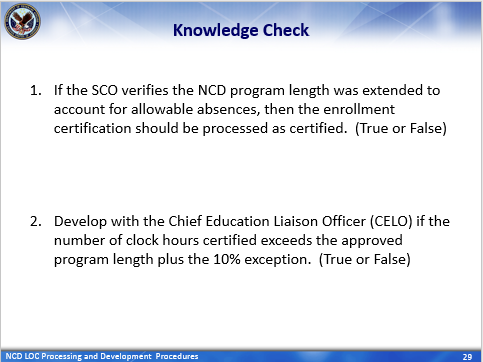 Knowledge Check
1. If the SCO verifies the NCD program length was extended to
account for allowable absences, then the enrollment
certification should be processed as certified.  (True or False)
2. Develop with the Chief Education Liaison Officer (CELO) if the
number of clock hours certified exceeds the approved
program length plus the 10% exception.  (True or False)
NCD LOC Processing and Development Procedures
29